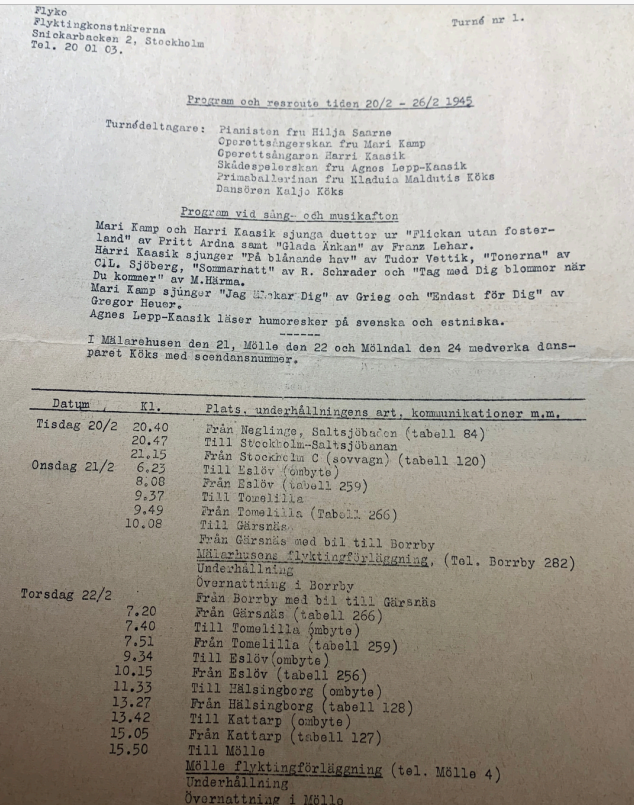 Flyko
Flyktingkonstnärerna
Snickarbacken 2, Stockholm
Tel. 20 01 03.
Turné nr 1.
Program och resroute tiden 20/2 - 26/2 1945
Turnédeltagare: Pianisten fru Hilja Saarne
Operettsångerskan fru Mari Kamp
Operettsångaren Harri Kaasik
Skådespelerskan fru Agnes Lepp-Kaasik
Primaballerinan fru Kladuia Maldutis Köks
Dansören Kaljo Köks
Program vid sång- och musikafton
Mari Kamp och Harri Kaasik sjunga duetter ur "Flickan utan foster-
land" av Pritt Ardna samt "Glada Änkan" av Franz Lehar.
Harri Kaasik sjunger "På blånande hav" av Tudor Vettik, "Tonerna" av
C.L. Sjöberg, "Sommarnatt" av R. Schrader och "Tag med Dig blommor när
Du kommer" av M.Härma.
Mari Kamp sjunger "Jag älskar Dig" av Grieg och "Endast för Dig" av
Gregor Heuer.
Agnes Lepp-Kaasik läser humoresker på svenska och estniska.
------
I Mälarehusen den 21, Mölle den 22 och Mölndal den 24 medverka dans-
paret Köks med scendansnummer.
Datum Kl. Plats, underhållningens art, kommunikationer m.m.
Tisdag 20/2 20.40 Från Neglinge, Saltsjöbaden (tabell 84)
20.47 Till Stockholm-Saltsjöbanan
21.15 Från Stockholm C (sovvagn) (tabell 120)
Onsdag 21/2 6.23 Till Eslöv (ombyte)
8.08 Från Eslöv (tabell 259)
9.37 Till Tomelilla
9.49 Från Tomelilla (Tabell 266)
10.08 Till Gärsnäs
Från Gärsnäs med bil till Borrby
Mälarhusens flyktingförläggning, (Tel. Borrby 282)
Underhållning
Övernattning i Borrby
Torsdag 22/2 Från Borrby med bil till Gärsnäs
7.20 Från Gärsnäs (tabell 266)
7.40 Till Tomelilla ombyte)
7.51 Från Tomelilla (tabell 259)
9.34 Till Eslöv(ombyte)
10.15 Från Eslöv (tabell 256)
11.33 Till Hälsingborg (ombyte)
13.27 Från Hälsingborg (tabell 128)
13.42 Till Kattarp (ombyte)
15.05 Från Kattarp (tabell 127)
15.50 Till Mölle
Mölle flyktingförläggning (tel. Mölle 4)
Underhållning
Övernattning i Mölle